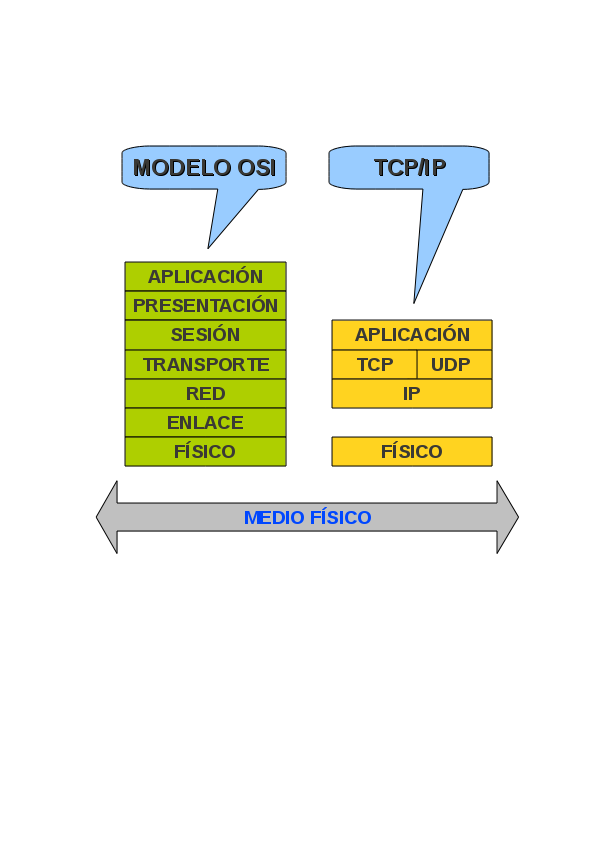 MODELO OSI
TCP/IP
APLICACIÓN
PRESENTACIÓN
SESIÓN
TRANSPORTE
RED
ENLACE
FÍSICO
APLICACIÓN
TCP
UDP
IP
FÍSICO
MEDIO FÍSICO